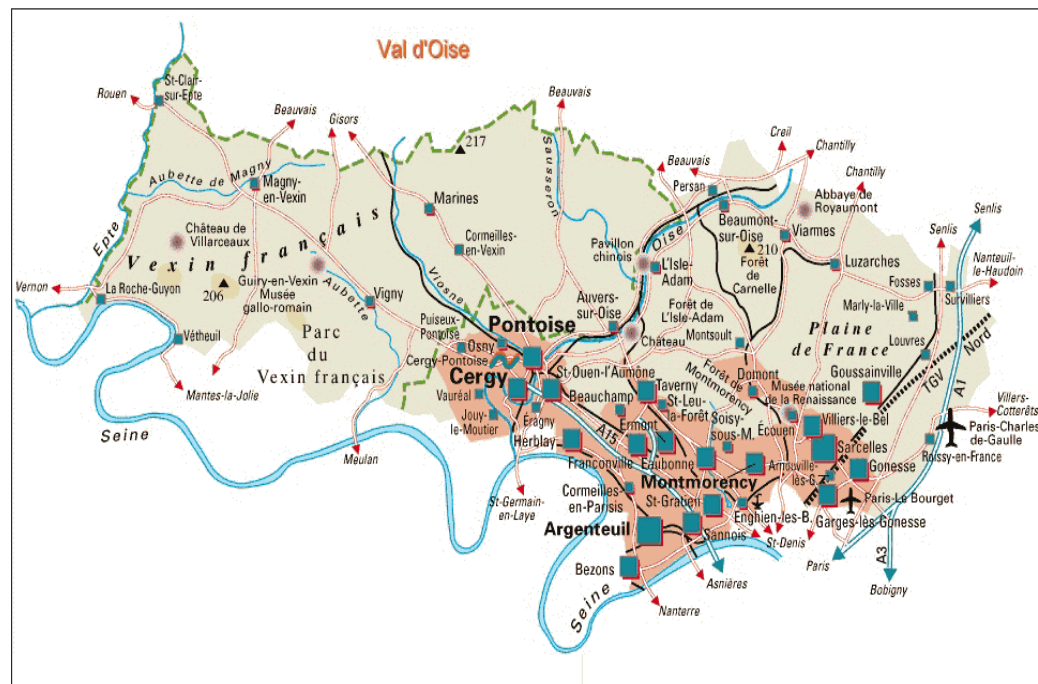 Val d'Oise
St-Clair-
sur-Epte
Rouen
Beauvais
Gisors
Beauvais
217
Sausseron
Creil
Chantilly
Beauvais
Chantilly
Aubette de Magny
Magny-
en-Vexin
Marines
Persan
Abbaye de
Royaumont
Senlis
Senlis
Epte
Château de
Villarceaux
Vexin français
Cormeilles-
en-Vexin
Pavillon
chinois
Oise
Beaumont-
sur-Oise
210
Viarmes
Forêt
de
Carnelle
Luzarches
Nanteuil-
le-Haudoin
Vernon
La Roche-Guyon
206
Guiry-en-Vexin
Musée
gallo-romain
Aubette
Vigny
Viosne
L'Isle-
Adam
Forêt de
L'Isle-Adam
Fosses
Survilliers
Marly-la-Ville
Vétheuil
Parc
du
Vexin français
Puiseux-
Pontoise
Auvers-
sur-Oise
Pontoise
Osny
Cergy-Pontoise
Château
Montsoult
Plaine
de France
Louvres
Nord
TGV
A1
Mantes-la-Jolie
Cergy
St-Ouen-l'Aumône
Taverny
Forêt de
Montmorency
Domont
Goussainville
Musée national
de la Renaissance
Villers-
Cotterêts
Vauréal
Jouy-
le-Moutier
Éragny
Beauchamp
St-Leu-
la-Forêt
Soisy-
sous-M.
Écouen
Villiers-le-Bel
Paris-Charles
de-Gaulle
Seine
Meulan
Herblay
A15
Ermont
Sarcelles
Roissy-en-France
Franconville
Eaubonne
Arnouville-
lès-G.
Gonesse
Montmorency
St-Germain-
en-Laye
Cormeilles-
en-Parisis
St-Gratien
Enghien-les-B.
Paris-Le Bourget
Garges-lès-Gonesse
Argenteuil
Sannois
St-Denis
Paris
A3
Bezons
Asnières
Bobigny
Seine
Nanterre